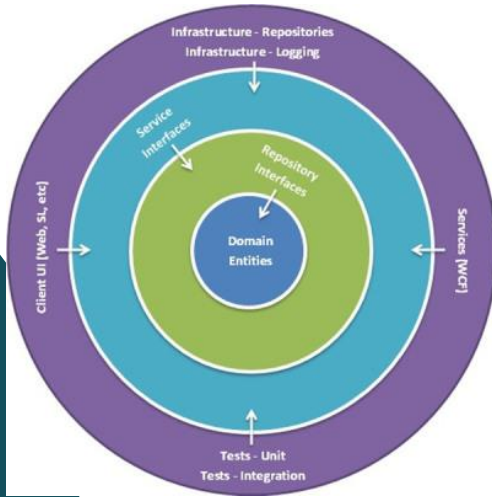 Infrastructure - Repositories
Infrastructure - Logging
Service
Interfaces
Repository
Interfaces
Domain
Entities
Client UI (Web, SL, etc)
Services (WCF)
Tests - Unit
Tests - Integration